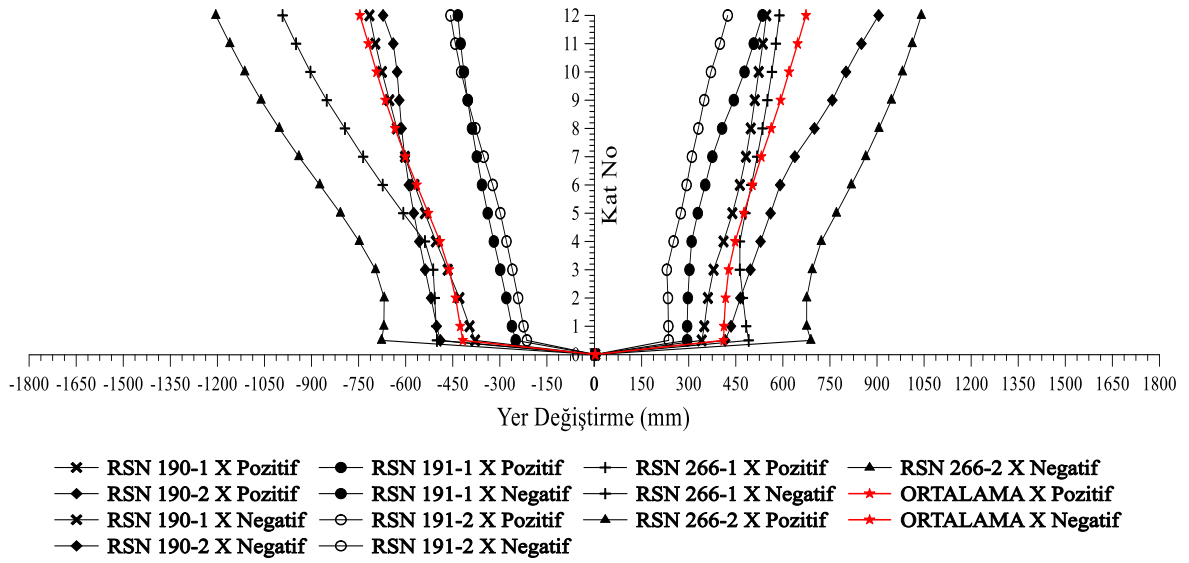 12
11
10
9
8
7
6
5
4
3
2
1
0
Kat No
-1800 -1650 -1500 -1350 -1200 -1050 -900 -750 -600 -450 -300 -150 0 150 300 450 600 750 900 1050 1200 1350 1500 1650 1800
Yer Değiştirme (mm)
RSN 190-1 X Pozitif RSN 191-1 X Pozitif RSN 266-1 X Pozitif RSN 266-2 X Negatif
RSN 190-2 X Pozitif RSN 191-1 X Negatif RSN 266-1 X Negatif ORTALAMA X Pozitif
RSN 190-1 X Negatif RSN 191-2 X Pozitif RSN 266-2 X Pozitif ORTALAMA X Negatif
RSN 190-2 X Negatif RSN 191-2 X Negatif